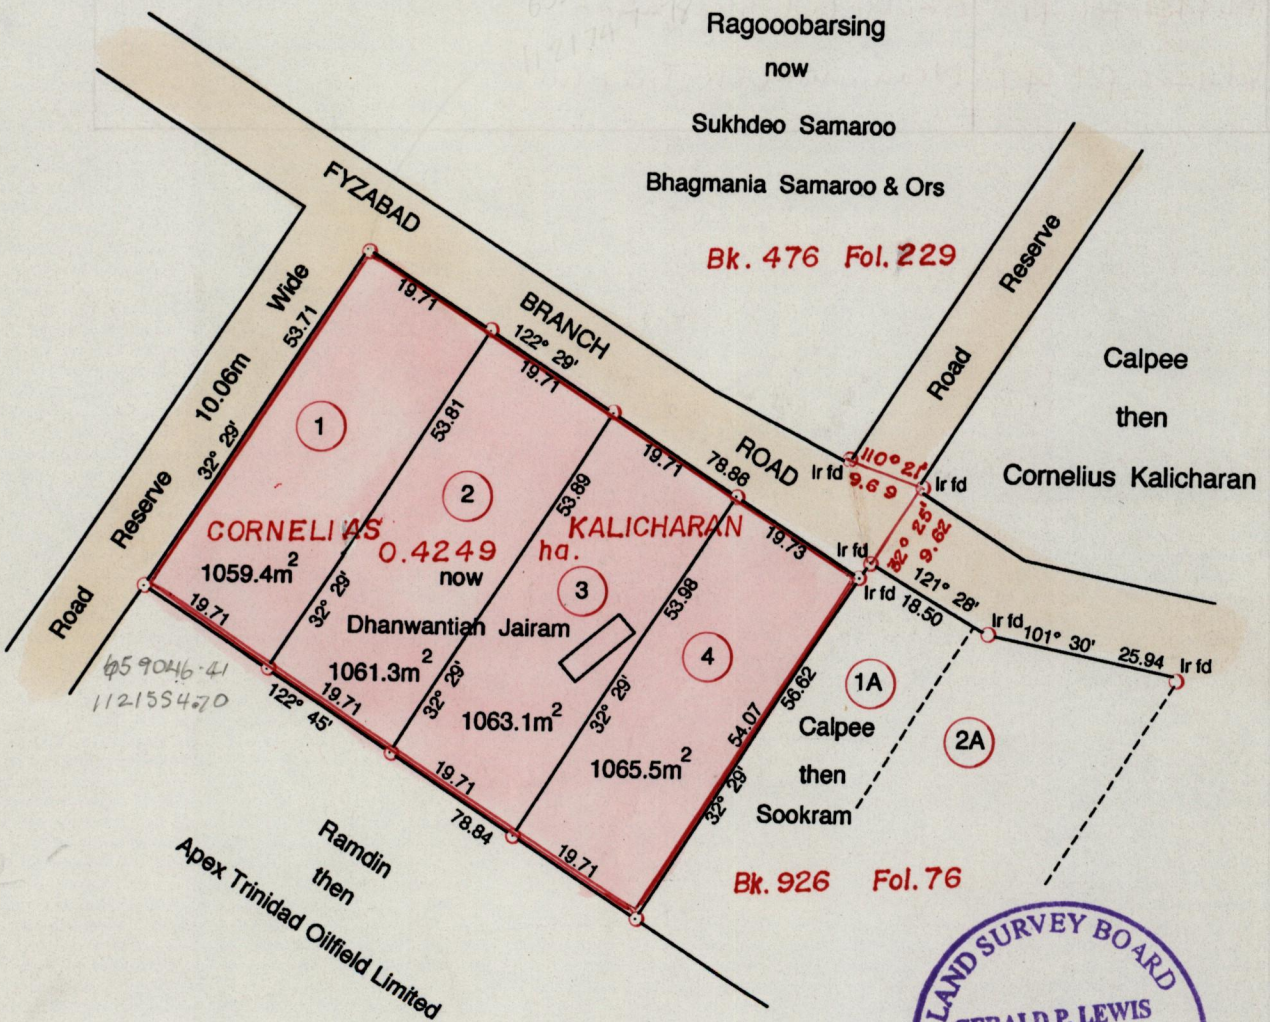 Ragooobarsing
now
Sukhdeo Samaroo
Bhagmania Samaroo & Ors
Bk. 476 Fol. 229
FYZABAD
BRANCH
ROAD
122° 29'
78.86
19.71
19.71
19.71
19.73
Road Reserve
Calpee
then
Cornelius Kalicharan
Road Reserve 10.06m Wide
32° 29' 53.71
1
53.81
32° 29'
2
53.89
32° 29'
3
53.98
32° 29'
4
CORNELIAS KALICHARAN
0.4249 ha.
now
Dhanwantiah Jairam
1059.4m²
1061.3m²
1063.1m²
1065.5m²
Ir fd
110° 21'
9.69
Ir fd
32° 25'
9.62
Ir fd
Ir fd
121° 28'
18.50
Ir fd
101° 30' 25.94
Ir fd
56.62
54.07
32° 29'
1A
Calpee
then
Sookram
2A
Bk. 926 Fol. 76
19.71
19.71
19.71
19.71
122° 45'
78.84
1121554.70
Ramdin
then
Apex Trinidad Oilfield Limited
LAND SURVEY BOARD
P. LEWIS